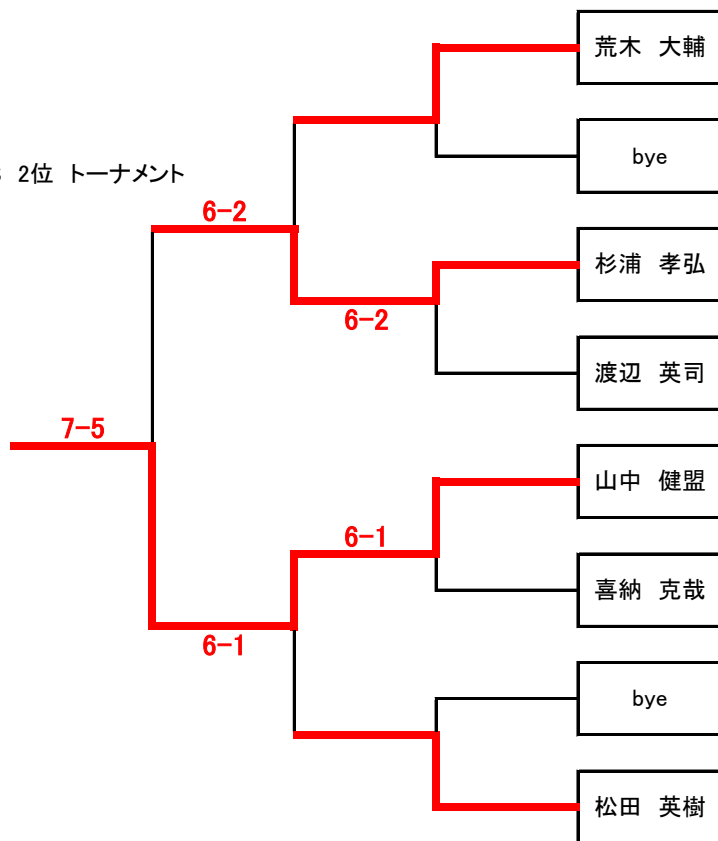 荒木　大輔
bye
2位 トーナメント
6-2
杉浦　孝弘
6-2
渡辺　英司
7-5
山中　健盟
6-1
喜納　克哉
6-1
bye
松田　英樹